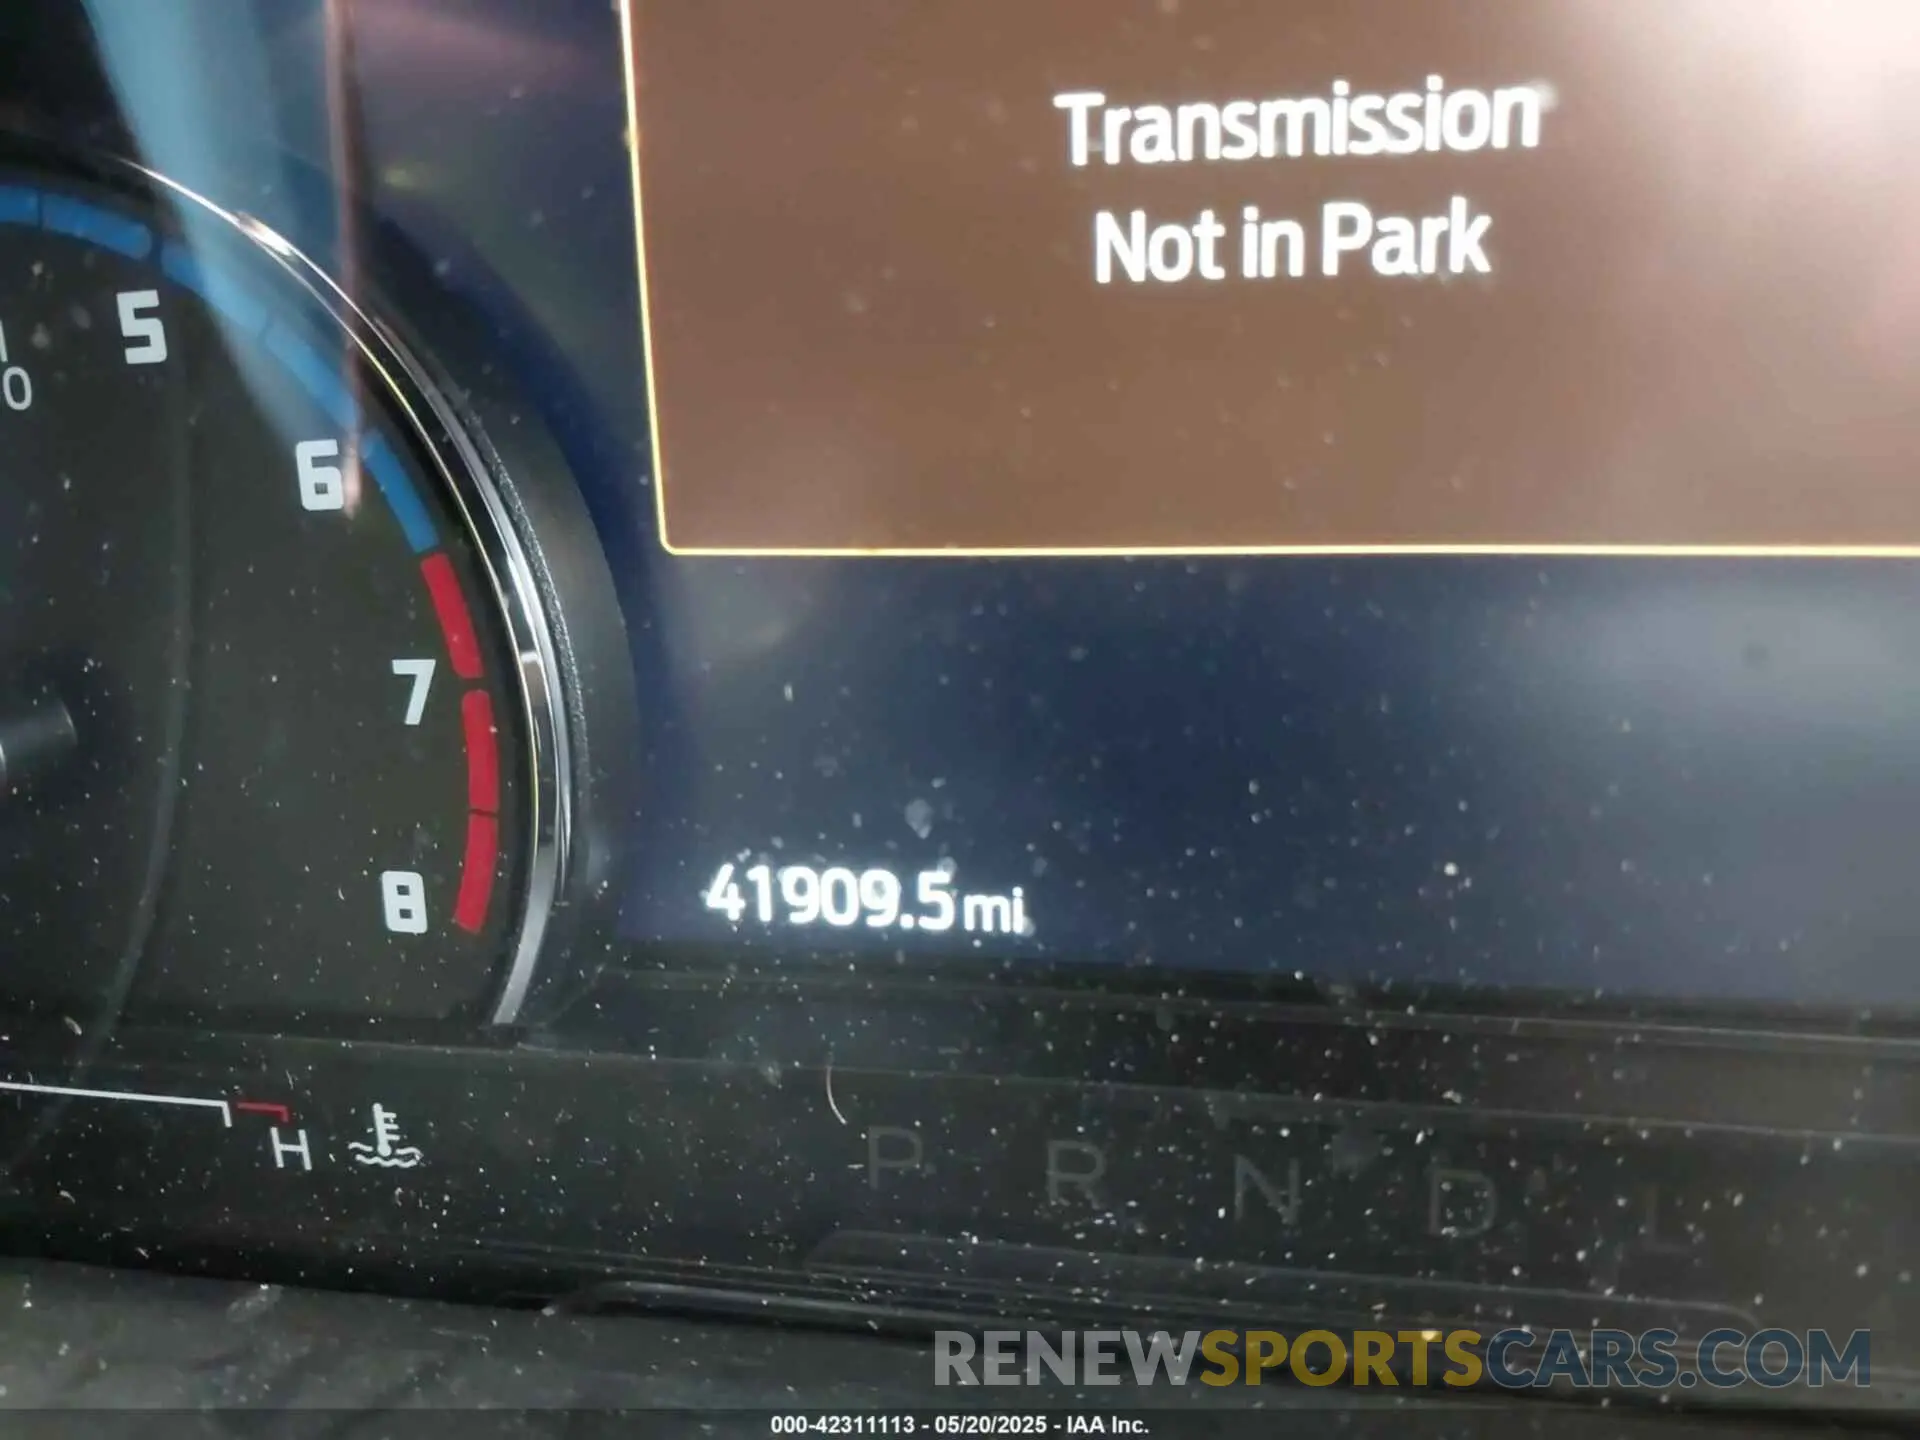 Transmission
Not in Park
5
0
6
7
8
41909.5 mi
H
P R N D L
RENEWSPORTSCARS.COM
000-42311113 - 05/20/2025 - IAA Inc.